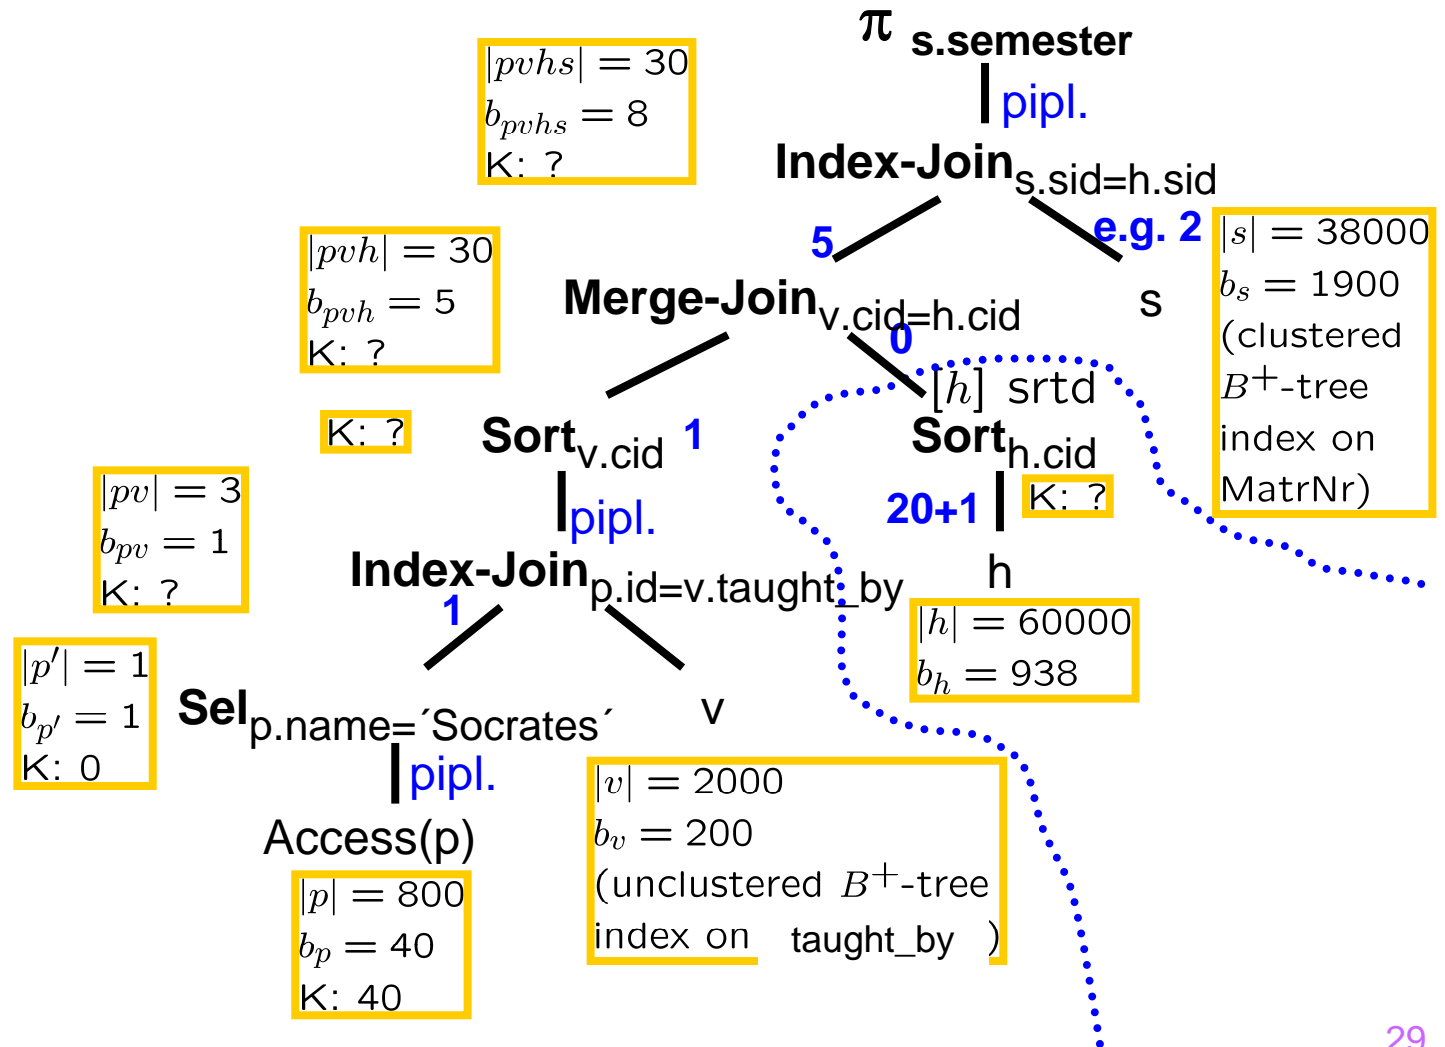 π s.semester
|pvhs| = 30
b_pvhs = 8
K: ?
pipl.
Index-Join s.sid=h.sid
|pvh| = 30
b_pvh = 5
K: ?
5
e.g. 2
|s| = 38000
b_s = 1900
(clustered
B+-tree
index on
MatrNr)
Merge-Join v.cid=h.cid
s
0
[h] srtd
K: ?
Sort v.cid
1
Sort h.cid
K: ?
|pv| = 3
b_pv = 1
K: ?
pipl.
20+1
Index-Join p.id=v.taught_by
h
1
|h| = 60000
b_h = 938
|p′| = 1
b_p′ = 1
K: 0
Sel p.name=´Socrates´
v
pipl.
|v| = 2000
b_v = 200
(unclustered B+-tree
index on taught_by )
Access(p)
|p| = 800
b_p = 40
K: 40
29